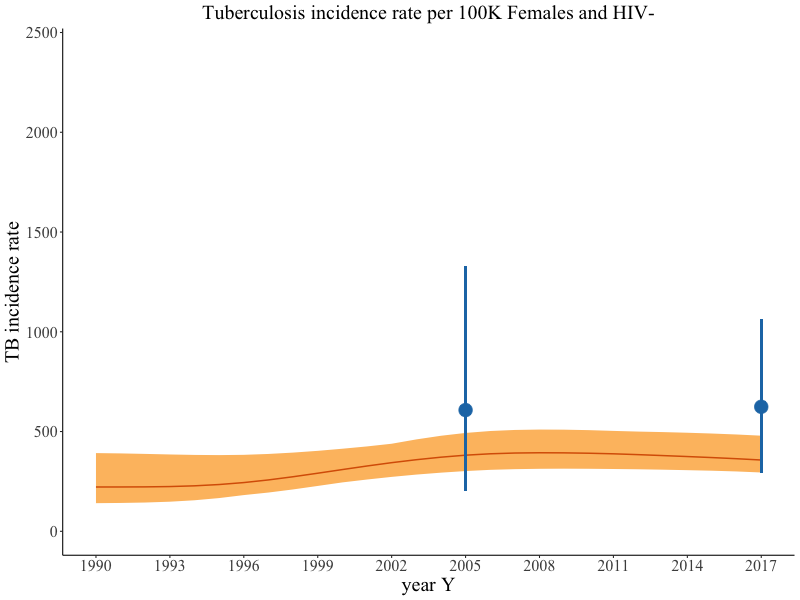 Tuberculosis incidence rate per 100K Females and HIV-
2500
2000
1500
1000
500
0
TB incidence rate
1990 1993 1996 1999 2002 2005 2008 2011 2014 2017
year Y